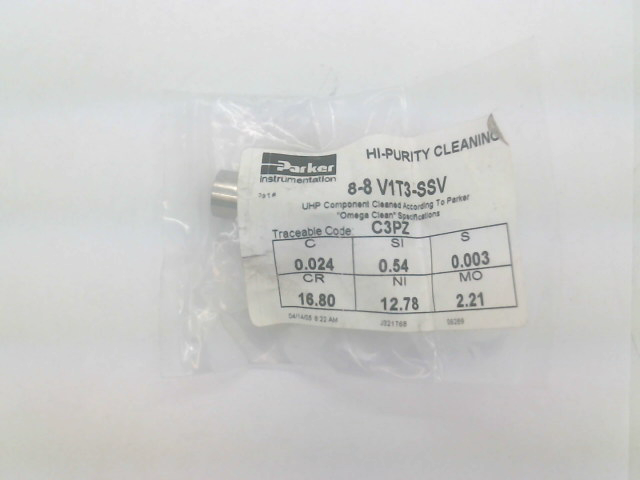 HI-PURITY CLEANING
Parker
Instrumentation
8-8 V1T3-SSV
UHP Component Cleaned According To Parker
"Omega Clean" Specifications
Traceable Code: C3PZ
C SI S
0.024 0.54 0.003
CR NI MO
16.80 12.78 2.21